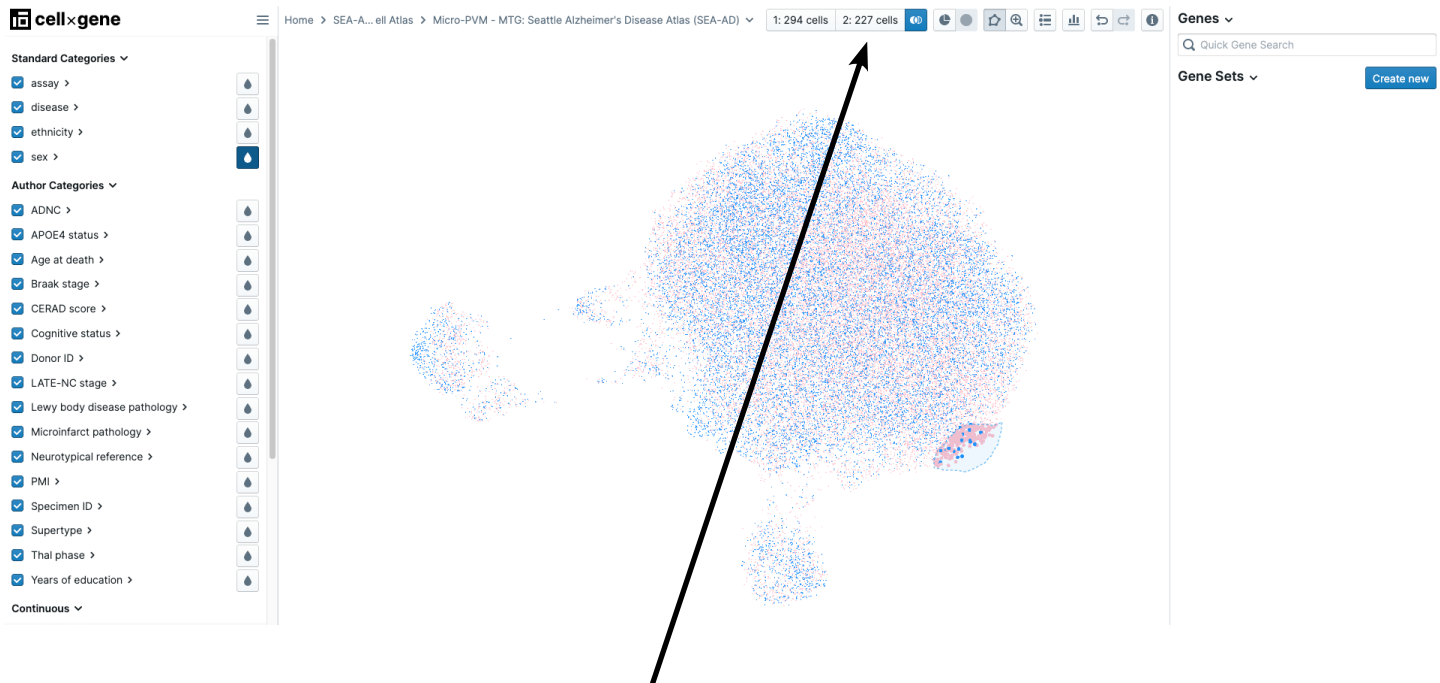 cell×gene
Home > SEA-A... ell Atlas > Micro-PVM - MTG: Seattle Alzheimer's Disease Atlas (SEA-AD)
1: 294 cells
2: 227 cells
Standard Categories
assay
disease
ethnicity
sex
Author Categories
ADNC
APOE4 status
Age at death
Braak stage
CERAD score
Cognitive status
Donor ID
LATE-NC stage
Lewy body disease pathology
Microinfarct pathology
Neurotypical reference
PMI
Specimen ID
Supertype
Thal phase
Years of education
Continuous
Genes
Quick Gene Search
Gene Sets
Create new